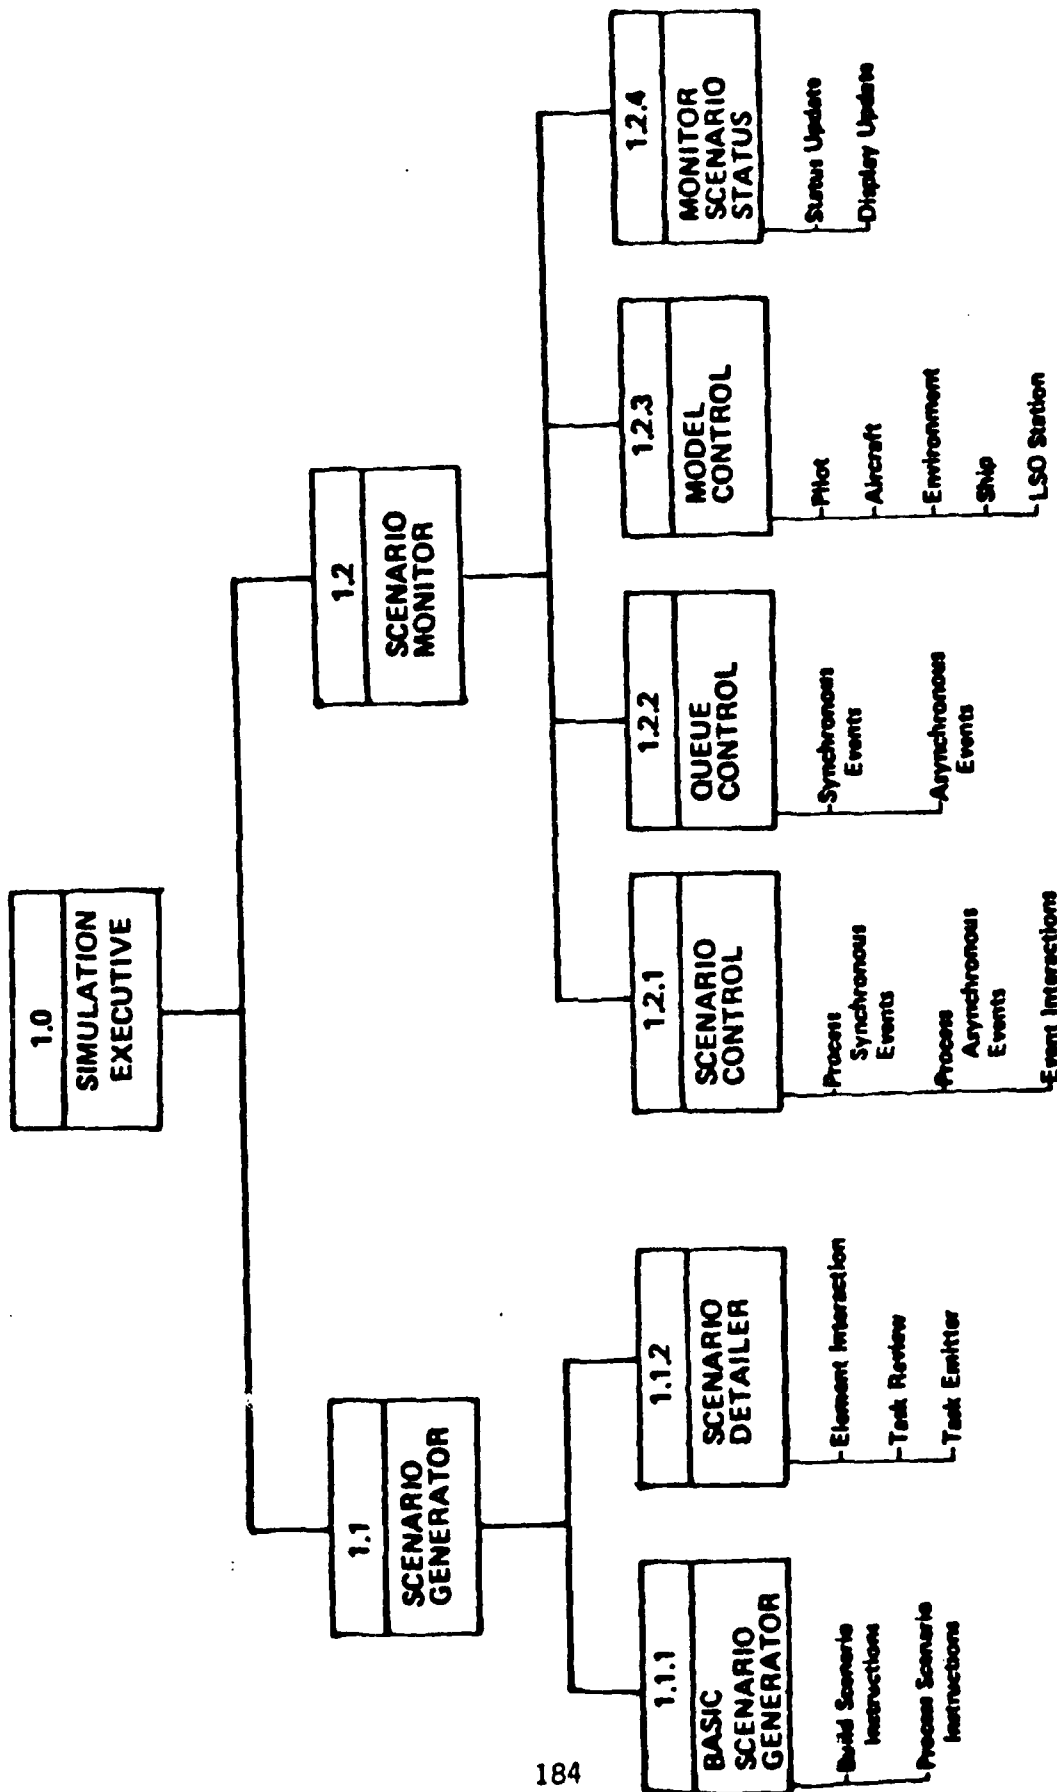 1.0
SIMULATION
EXECUTIVE
1.1
SCENARIO
GENERATOR
1.2
SCENARIO
MONITOR
1.1.1
BASIC
SCENARIO
GENERATOR
Build Scenario
Instructions
Process Scenario
Instructions
1.1.2
SCENARIO
DETAILER
Element Interaction
Task Review
Task Emitter
1.2.1
SCENARIO
CONTROL
Process
Synchronous
Events
Process
Asynchronous
Events
Event Interactions
1.2.2
QUEUE
CONTROL
Synchronous
Events
Asynchronous
Events
1.2.3
MODEL
CONTROL
Pilot
Aircraft
Environment
Ship
LSO Station
1.2.4
MONITOR
SCENARIO
STATUS
Status Update
Display Update
184